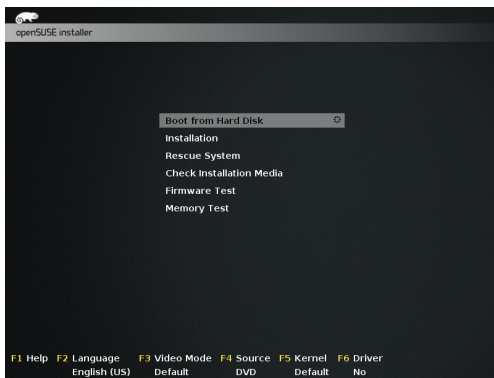 openSUSE installer
Boot from Hard Disk
Installation
Rescue System
Check Installation Media
Firmware Test
Memory Test
F1 Help F2 Language F3 Video Mode F4 Source F5 Kernel F6 Driver
English (US) Default DVD Default No